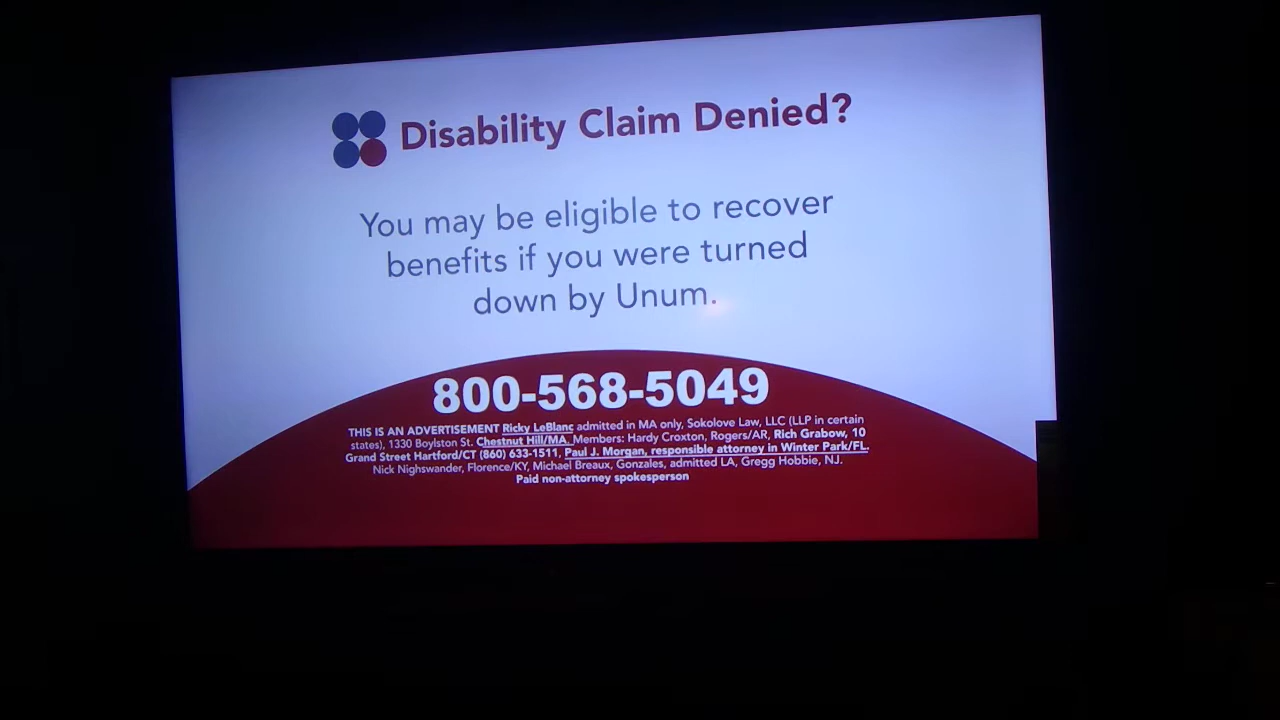 Disability Claim Denied?
You may be eligible to recover
benefits if you were turned
down by Unum.
800-568-5049
THIS IS AN ADVERTISEMENT Ricky LeBlanc admitted in MA only, Sokolove Law, LLC (LLP in certain
states), 1330 Boylston St. Chestnut Hill/MA. Members: Hardy Croxton, Rogers/AR, Rich Grabow, 10
Grand Street Hartford/CT (860) 633-1511, Paul J. Morgan, responsible attorney in Winter Park/FL.
Nick Nighswander, Florence/KY, Michael Breaux, Gonzales, admitted LA, Gregg Hobbie, NJ.
Paid non-attorney spokesperson